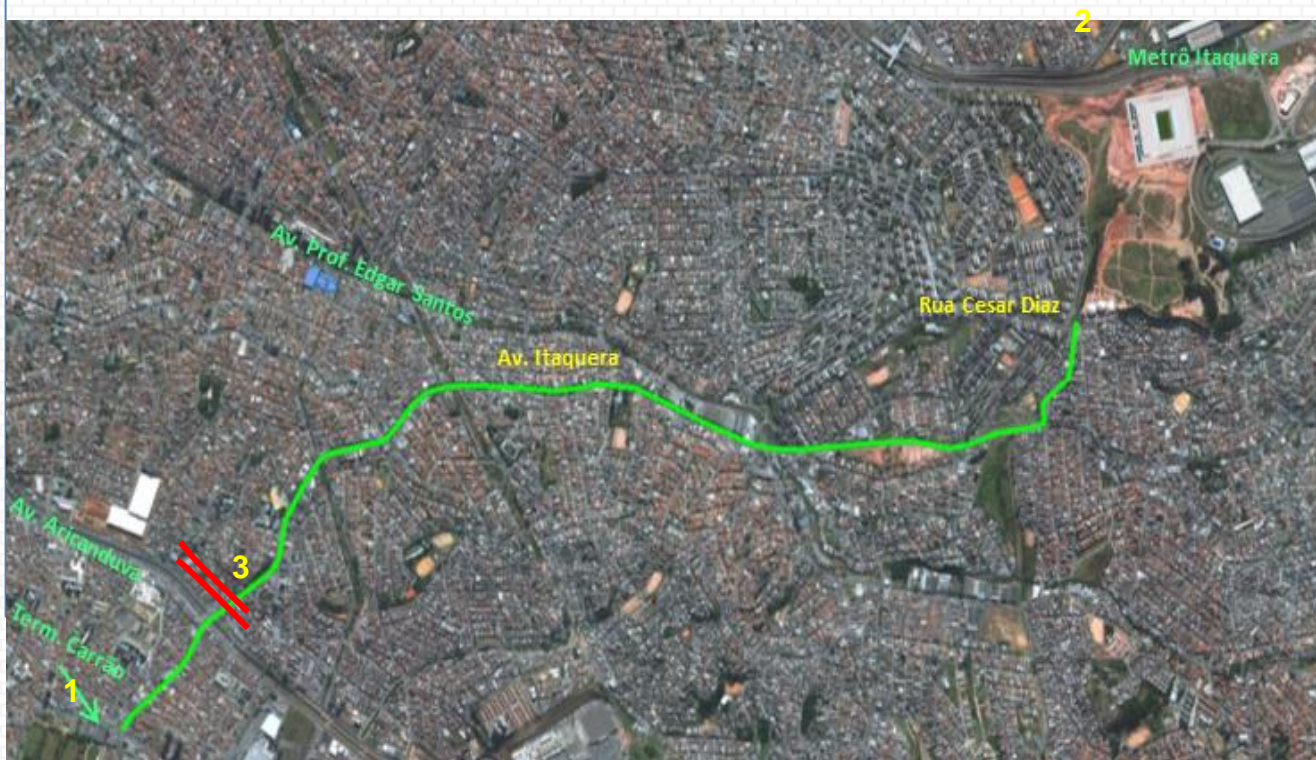 2
Metrô Itaquera
Av. Prof. Edgar Santos
Rua Cesar Diaz
Av. Itaquera
Av. Aricanduva
3
Term. Carrão
1